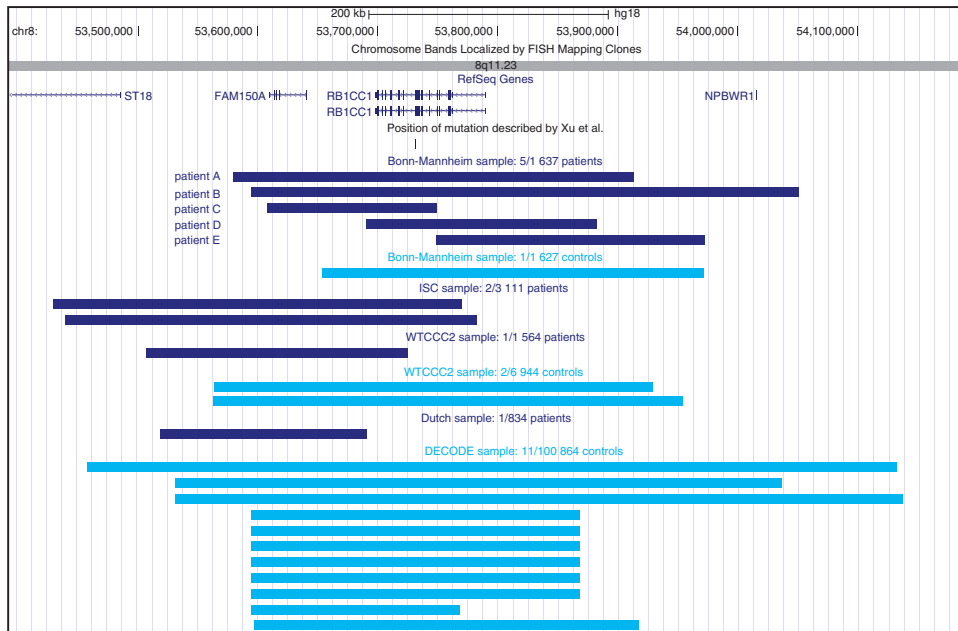 200 kb hg18
chr8: 53,500,000 53,600,000 53,700,000 53,800,000 53,900,000 54,000,000 54,100,000
Chromosome Bands Localized by FISH Mapping Clones
8q11.23
RefSeq Genes
ST18 FAM150A RB1CC1 NPBWR1
RB1CC1
Position of mutation described by Xu et al.
Bonn-Mannheim sample: 5/1 637 patients
patient A
patient B
patient C
patient D
patient E
Bonn-Mannheim sample: 1/1 627 controls
ISC sample: 2/3 111 patients
WTCCC2 sample: 1/1 564 patients
WTCCC2 sample: 2/6 944 controls
Dutch sample: 1/834 patients
DECODE sample: 11/100 864 controls